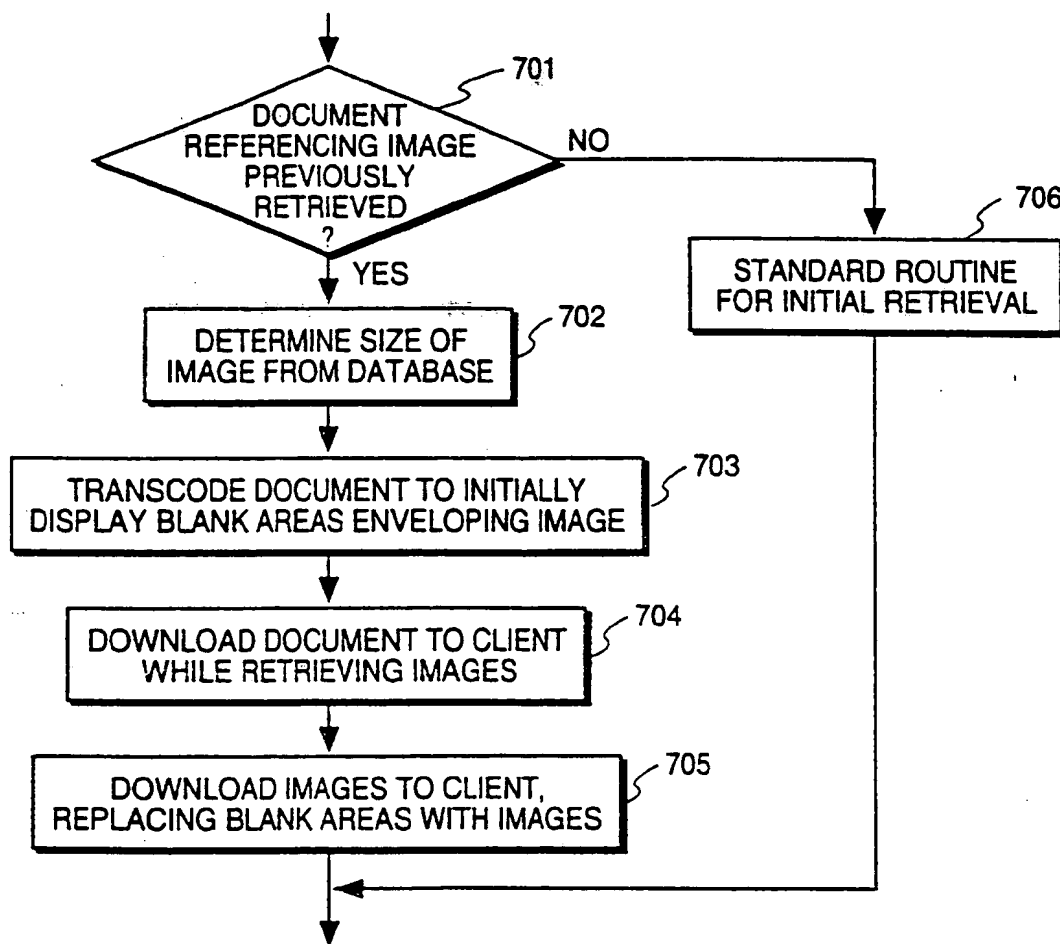 701
DOCUMENT
REFERENCING IMAGE
PREVIOUSLY
RETRIEVED
?
NO
YES
706
STANDARD ROUTINE
FOR INITIAL RETRIEVAL
702
DETERMINE SIZE OF
IMAGE FROM DATABASE
703
TRANSCODE DOCUMENT TO INITIALLY
DISPLAY BLANK AREAS ENVELOPING IMAGE
704
DOWNLOAD DOCUMENT TO CLIENT
WHILE RETRIEVING IMAGES
705
DOWNLOAD IMAGES TO CLIENT,
REPLACING BLANK AREAS WITH IMAGES